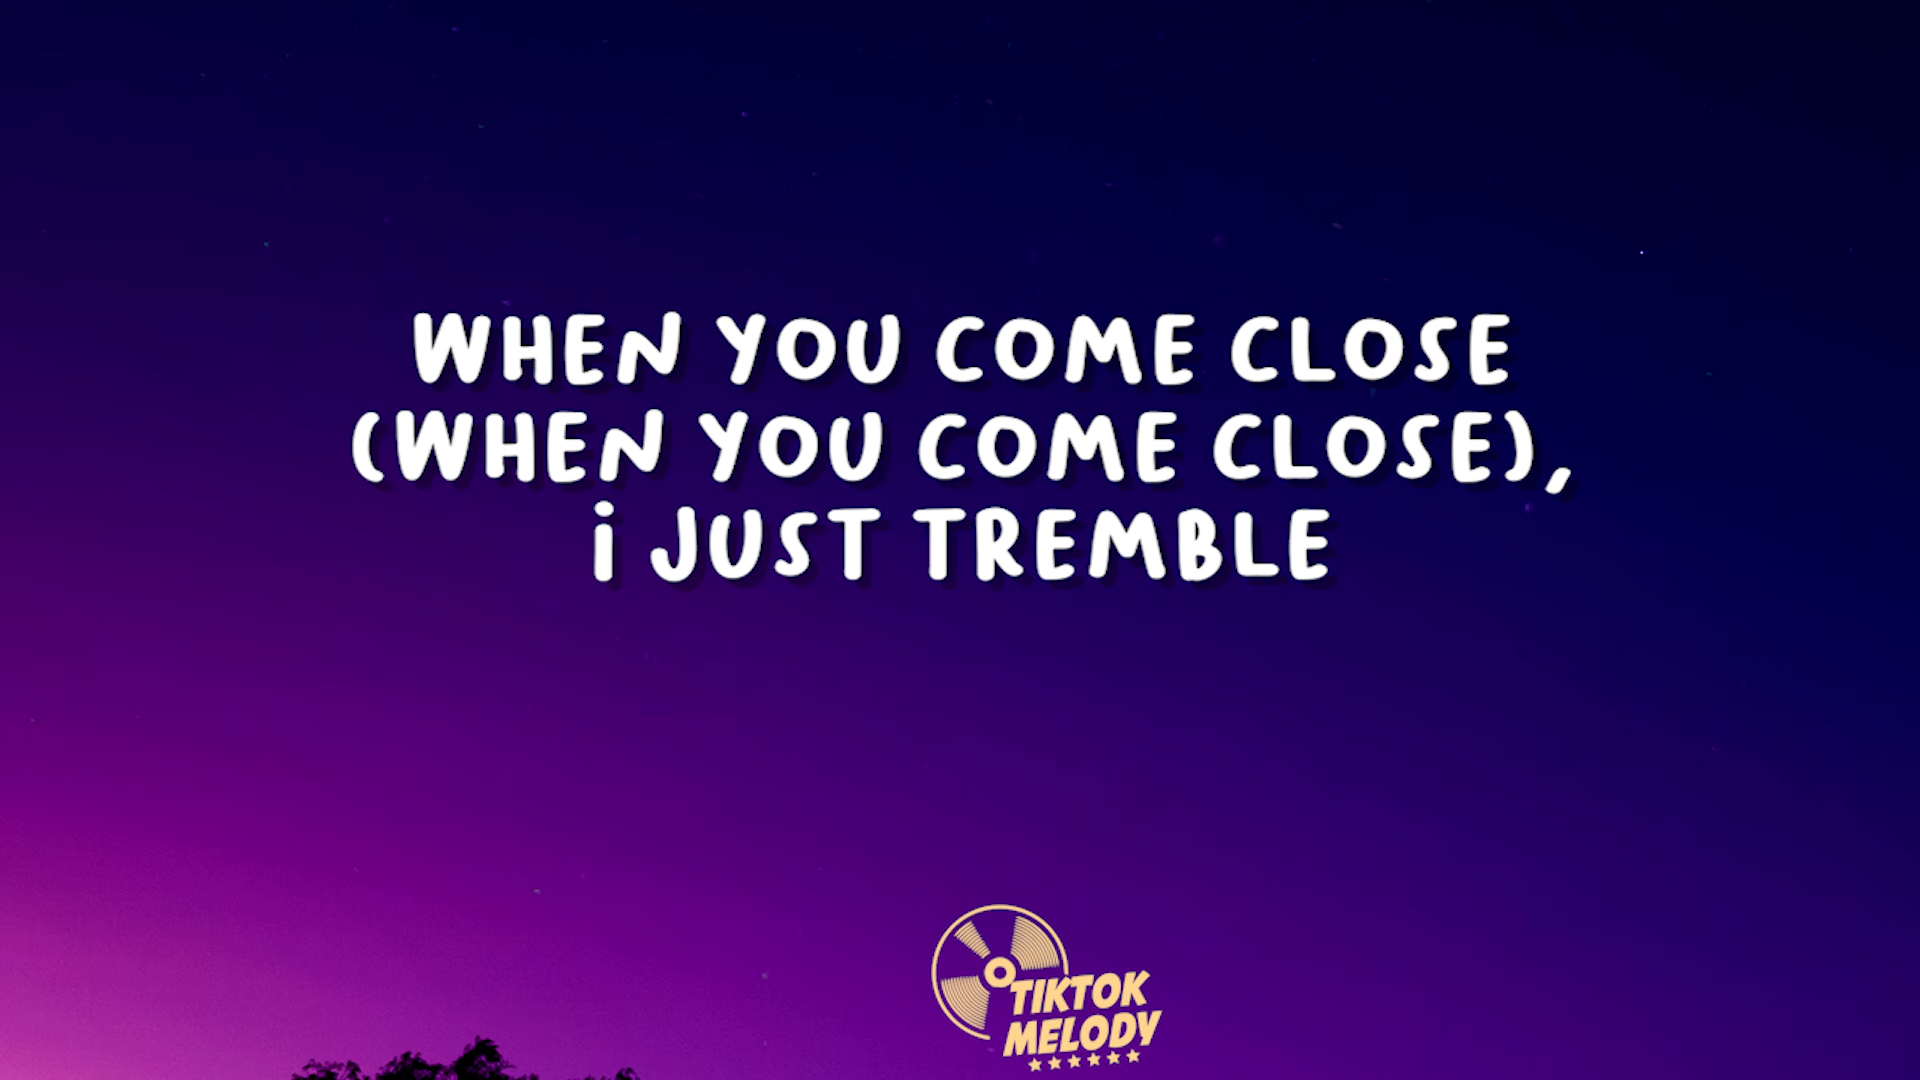 WHEN YOU COME CLOSE
(WHEN YOU COME CLOSE),
i JUST TREMBLE
TIKTOK
MELODY